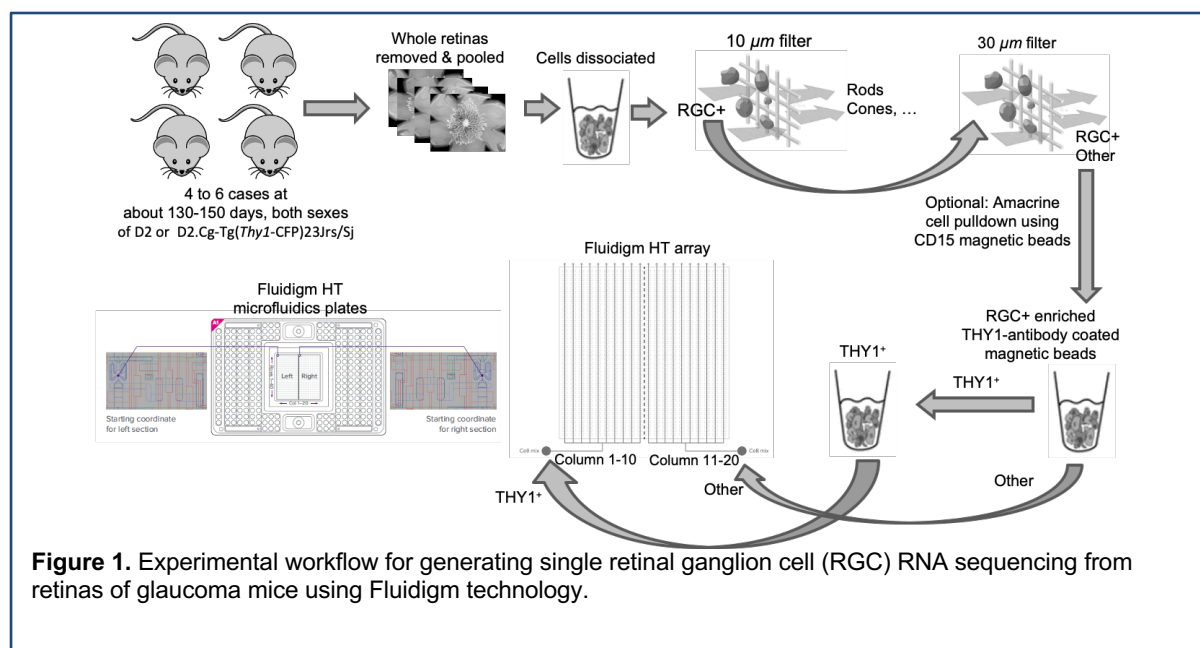 Whole retinas
removed & pooled
Cells dissociated
10 µm filter
30 µm filter
RGC+
Rods
Cones, …
RGC+
Other
4 to 6 cases at
about 130-150 days, both sexes
of D2 or D2.Cg-Tg(Thy1-CFP)23Jrs/Sj
Optional: Amacrine
cell pulldown using
CD15 magnetic beads
Fluidigm HT array
Fluidigm HT
microfluidics plates
RGC+ enriched
THY1-antibody coated
magnetic beads
THY1+
THY1+
Left
Right
Starting coordinate
for left section
Starting coordinate
for right section
Cell mix
Column 1-10
Column 11-20
Cell mix
THY1+
Other
Other
Figure 1. Experimental workflow for generating single retinal ganglion cell (RGC) RNA sequencing from
retinas of glaucoma mice using Fluidigm technology.